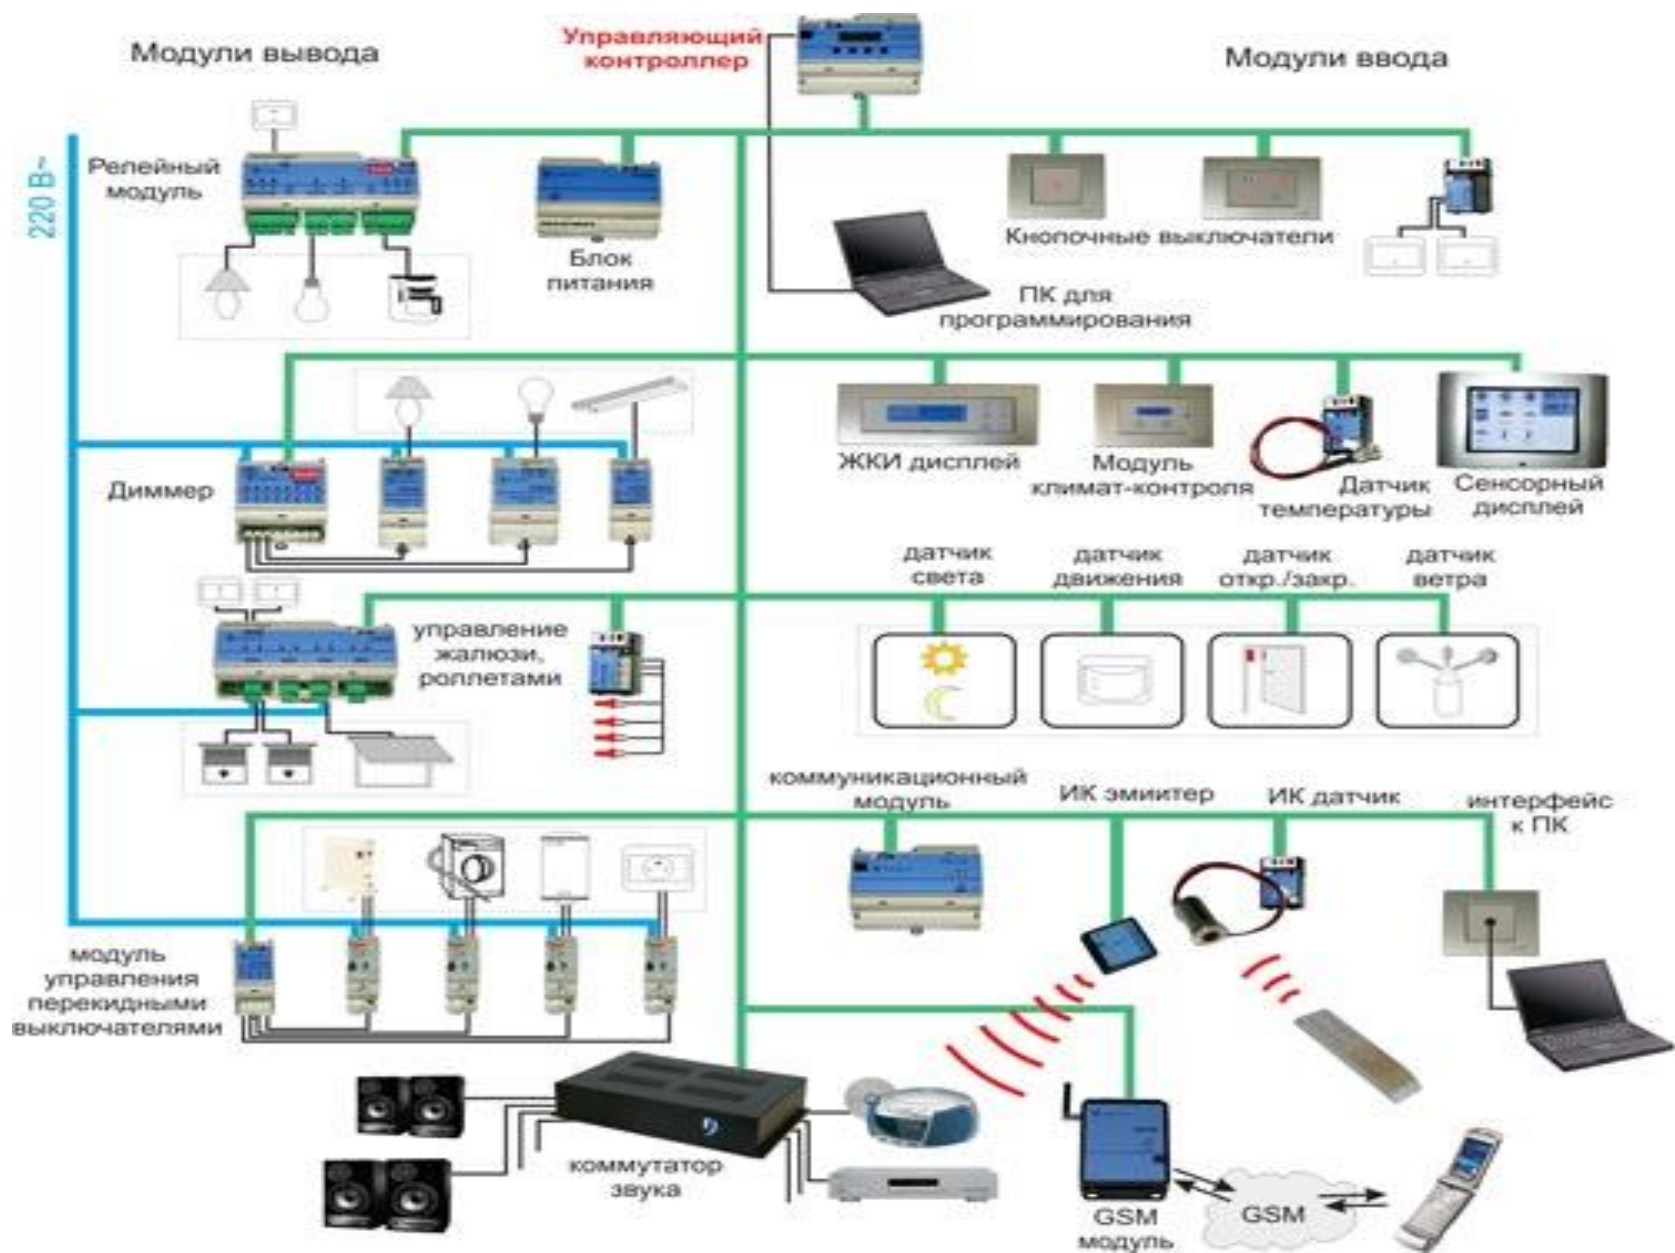 Модули вывода
Управляющий
контроллер
Модули ввода
220 В~
Релейный
модуль
Блок
питания
Кнопочные выключатели
ПК для
программирования
Диммер
ЖКИ дисплей
Модуль
климат-контроля
Датчик
температуры
Сенсорный
дисплей
управление
жалюзи,
роллетами
датчик
света
датчик
движения
датчик
откр./закр.
датчик
ветра
коммуникационный
модуль
ИК эмиитер
ИК датчик
интерфейс
к ПК
модуль
управления
перекидными
выключателями
коммутатор
звука
GSM
модуль
GSM